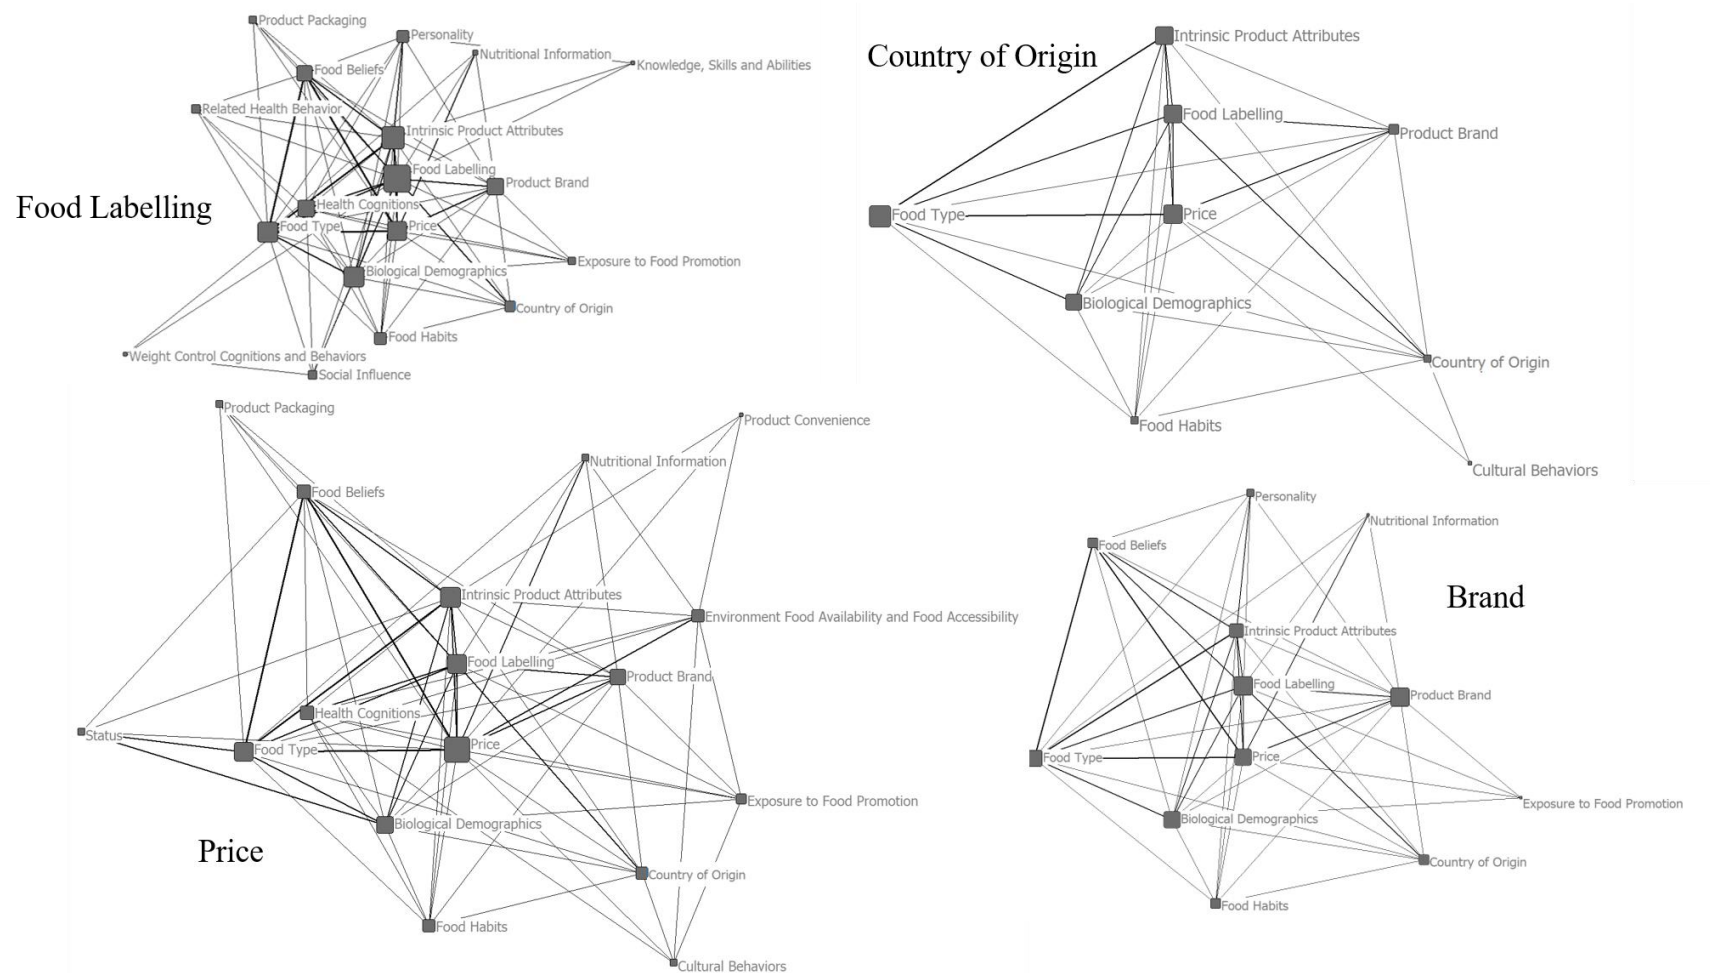 Product Packaging
Personality
Nutritional Information
Knowledge, Skills and Abilities
Food Beliefs
Related Health Behavior
Intrinsic Product Attributes
Food Labelling
Product Brand
Food Labelling
Health Cognitions
Food Type
Price
Exposure to Food Promotion
Biological Demographics
Country of Origin
Food Habits
Weight Control Cognitions and Behaviors
Social Influence
Country of Origin
Intrinsic Product Attributes
Food Labelling
Product Brand
Food Type
Price
Biological Demographics
Country of Origin
Food Habits
Cultural Behaviors
Product Packaging
Product Convenience
Nutritional Information
Food Beliefs
Intrinsic Product Attributes
Environment Food Availability and Food Accessibility
Food Labelling
Product Brand
Health Cognitions
Status
Food Type
Price
Exposure to Food Promotion
Biological Demographics
Price
Country of Origin
Food Habits
Cultural Behaviors
Personality
Nutritional Information
Food Beliefs
Brand
Intrinsic Product Attributes
Food Labelling
Product Brand
Food Type
Price
Exposure to Food Promotion
Biological Demographics
Country of Origin
Food Habits